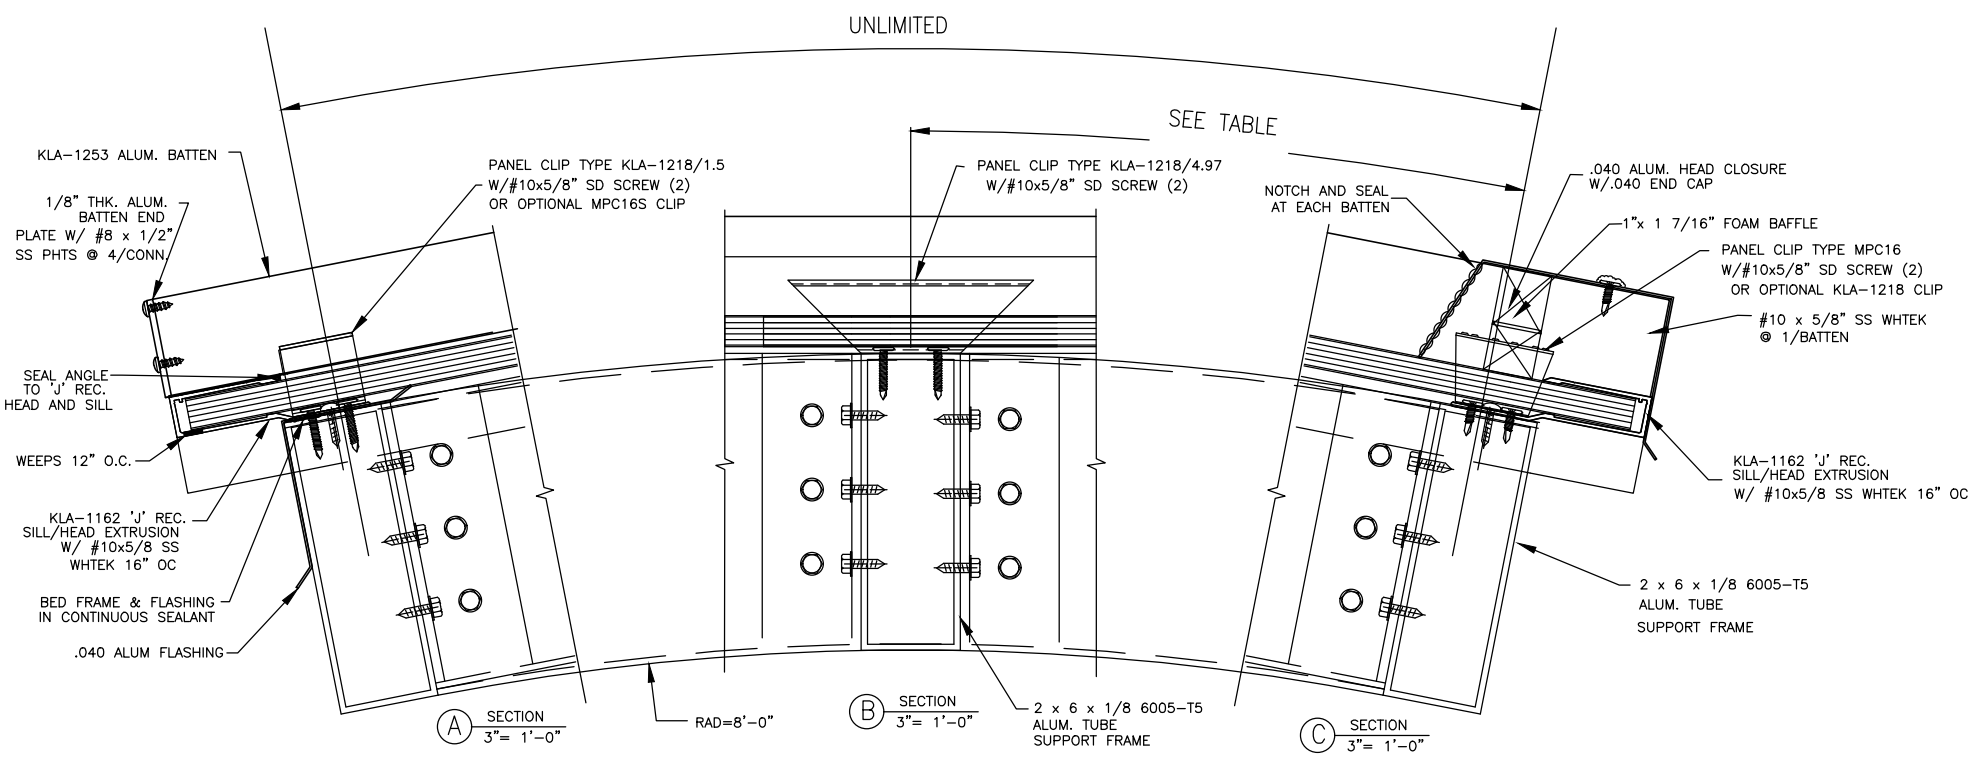 UNLIMITED
SEE TABLE
KLA-1253 ALUM. BATTEN
1/8" THK. ALUM.
BATTEN END
PLATE W/ #8 x 1/2"
SS PHTS @ 4/CONN.
PANEL CLIP TYPE KLA-1218/1.5
W/#10x5/8" SD SCREW (2)
OR OPTIONAL MPC16S CLIP
PANEL CLIP TYPE KLA-1218/4.97
W/#10x5/8" SD SCREW (2)
NOTCH AND SEAL
AT EACH BATTEN
.040 ALUM. HEAD CLOSURE
W/.040 END CAP
1"x 1 7/16" FOAM BAFFLE
PANEL CLIP TYPE MPC16
W/#10x5/8" SD SCREW (2)
OR OPTIONAL KLA-1218 CLIP
#10 x 5/8" SS WHTEK
@ 1/BATTEN
SEAL ANGLE
TO 'J' REC.
HEAD AND SILL
WEEPS 12" O.C.
KLA-1162 'J' REC.
SILL/HEAD EXTRUSION
W/ #10x5/8 SS
WHTEK 16" OC
BED FRAME & FLASHING
IN CONTINUOUS SEALANT
.040 ALUM FLASHING
KLA-1162 'J' REC.
SILL/HEAD EXTRUSION
W/ #10x5/8 SS WHTEK 16" OC
2 x 6 x 1/8 6005-T5
ALUM. TUBE
SUPPORT FRAME
A SECTION
3"= 1'-0"
RAD=8'-0"
B SECTION
3"= 1'-0"
2 x 6 x 1/8 6005-T5
ALUM. TUBE
SUPPORT FRAME
C SECTION
3"= 1'-0"